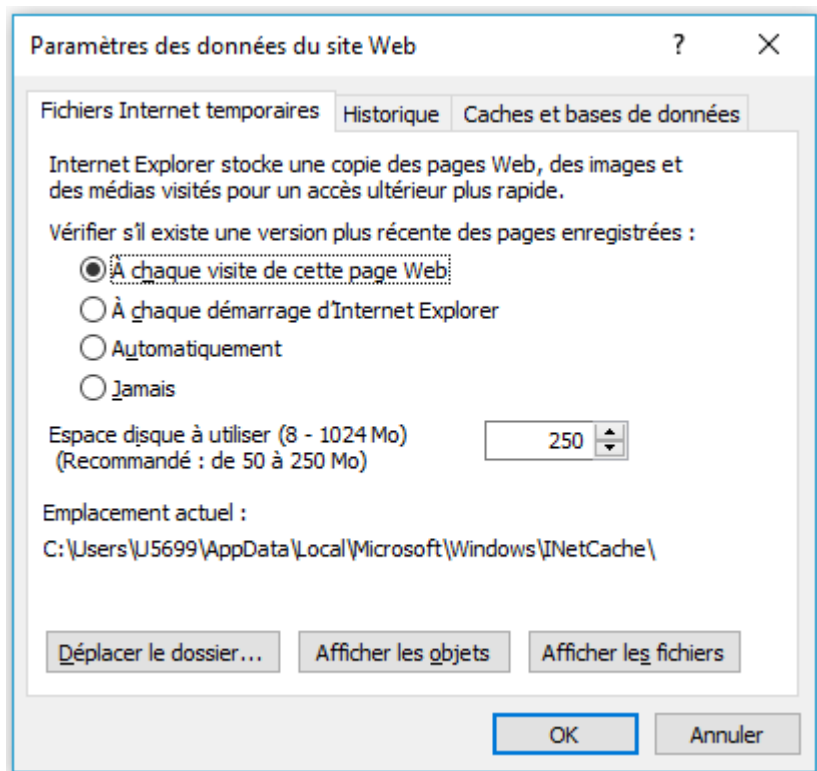 Paramètres des données du site Web ?
Fichiers Internet temporaires Historique Caches et bases de données
Internet Explorer stocke une copie des pages Web, des images et
des médias visités pour un accès ultérieur plus rapide.
Vérifier s'il existe une version plus récente des pages enregistrées :
À chaque visite de cette page Web
À chaque démarrage d'Internet Explorer
Automatiquement
Jamais
Espace disque à utiliser (8 - 1024 Mo) 250
(Recommandé : de 50 à 250 Mo)
Emplacement actuel :
C:\Users\U5699\AppData\Local\Microsoft\Windows\INetCache\
Déplacer le dossier... Afficher les objets Afficher les fichiers
OK Annuler